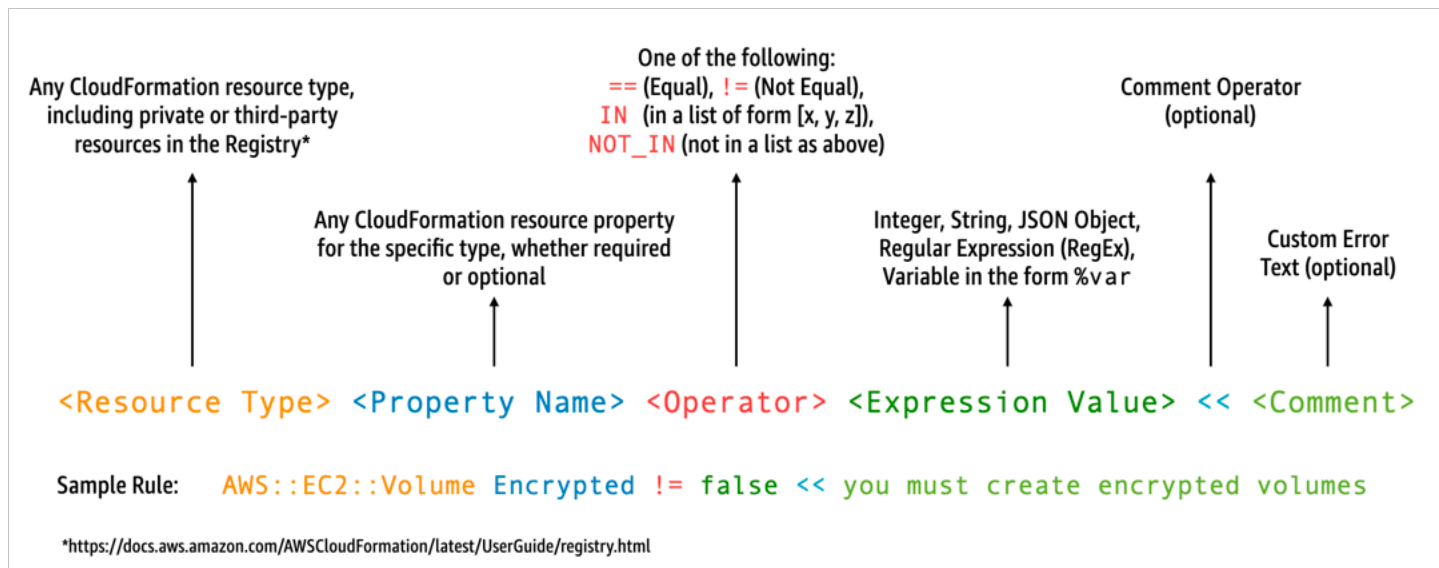 Any CloudFormation resource type,
including private or third-party
resources in the Registry*
One of the following:
== (Equal), != (Not Equal),
IN (in a list of form [x, y, z]),
NOT_IN (not in a list as above)
Comment Operator
(optional)
Any CloudFormation resource property
for the specific type, whether required
or optional
Integer, String, JSON Object,
Regular Expression (RegEx),
Variable in the form %var
Custom Error
Text (optional)
<Resource Type> <Property Name> <Operator> <Expression Value> << <Comment>
Sample Rule: AWS::EC2::Volume Encrypted != false << you must create encrypted volumes
*https://docs.aws.amazon.com/AWSCloudFormation/latest/UserGuide/registry.html